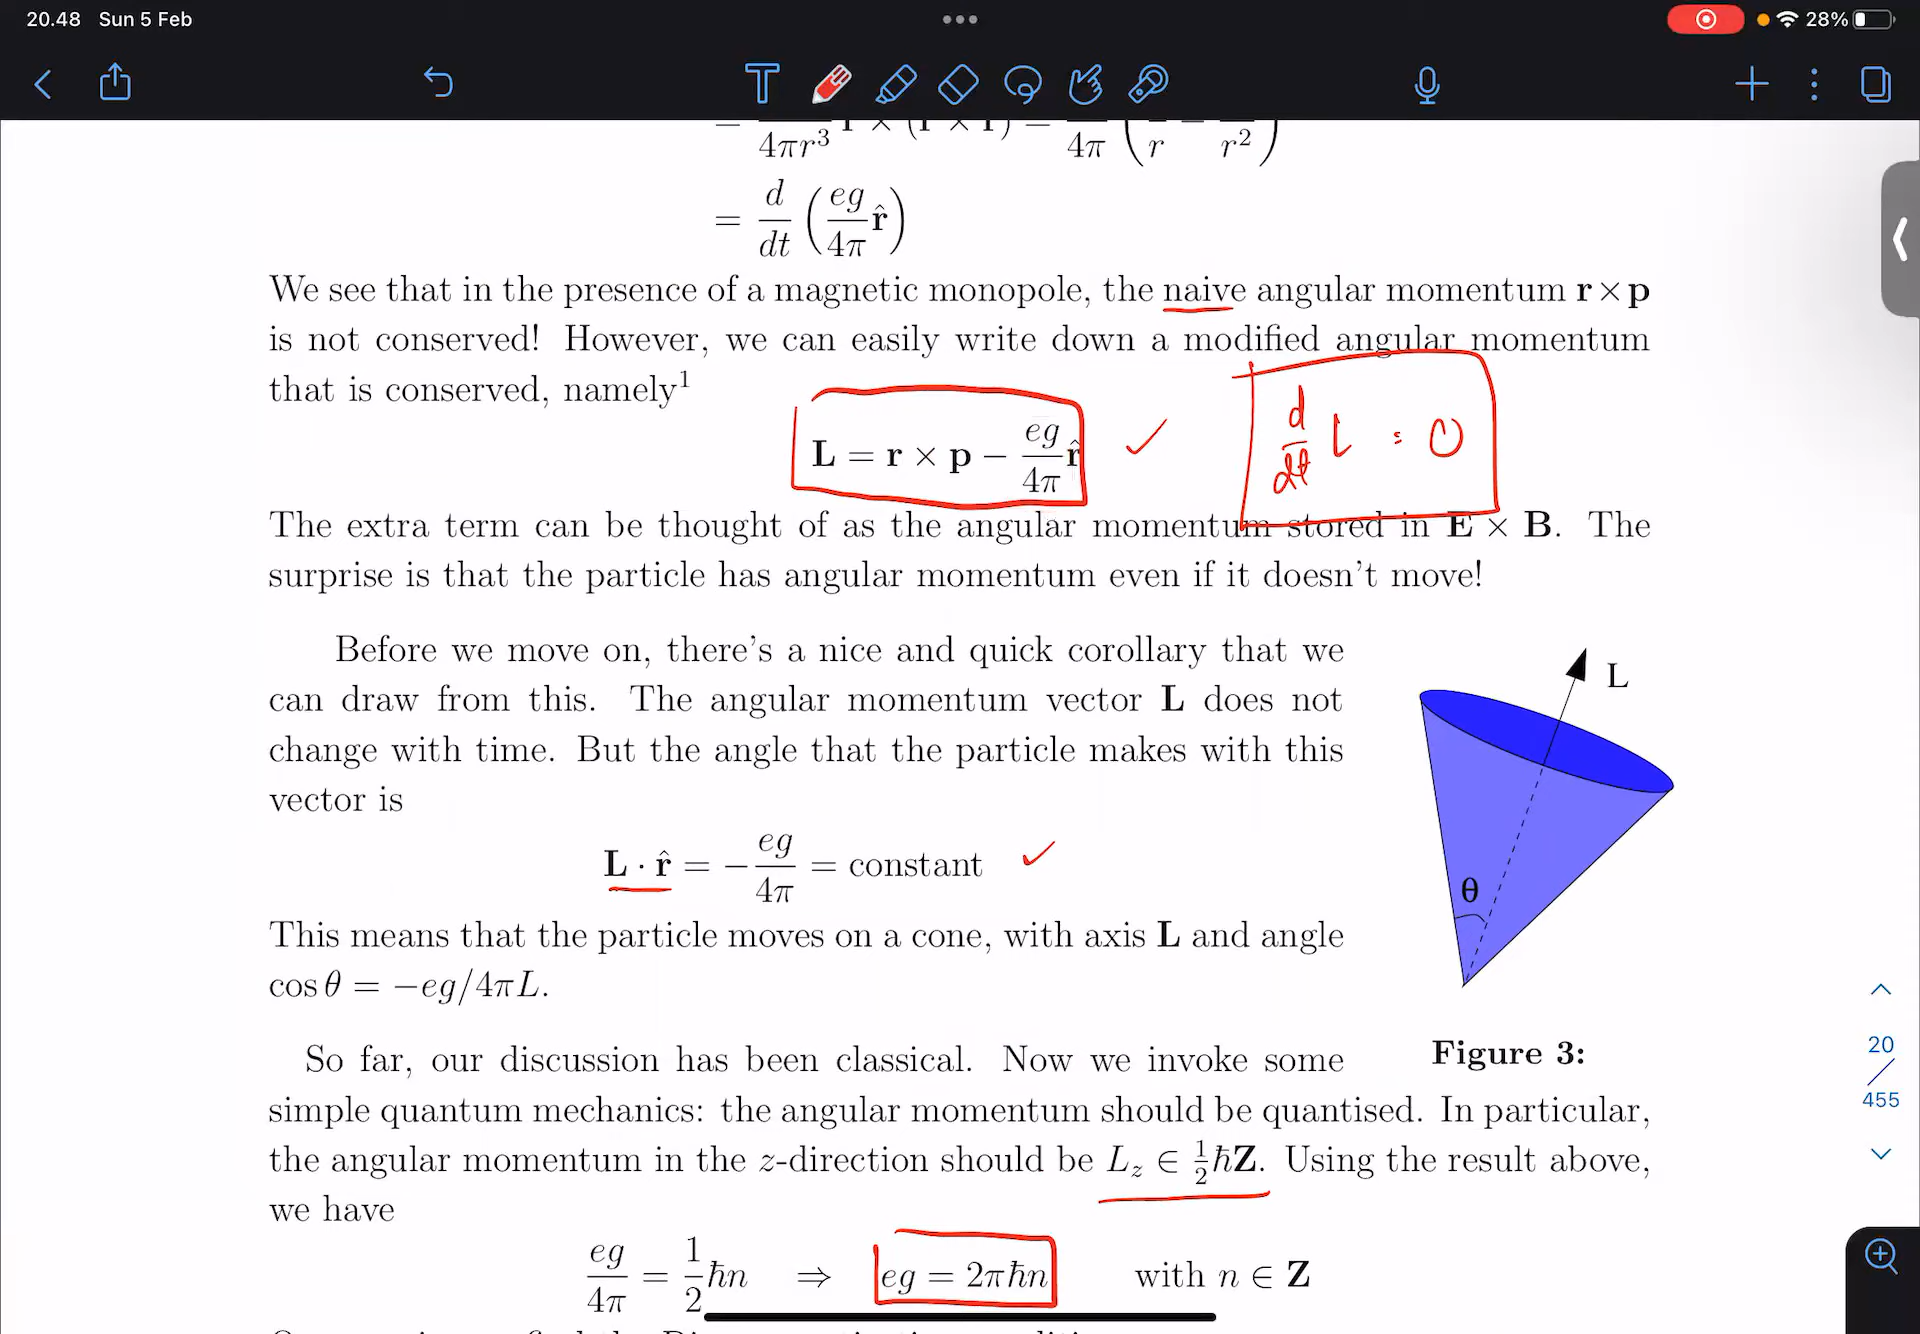 20.48 Sun 5 Feb
28%
4πr³ r × (ṙ × r) = 4π ( r − r² )
= d/dt ( eg/4π r̂ )
We see that in the presence of a magnetic monopole, the naive angular momentum r × p
is not conserved! However, we can easily write down a modified angular momentum
that is conserved, namely¹
L = r × p − eg/4π r̂
d/dt L = 0
The extra term can be thought of as the angular momentum stored in E × B. The
surprise is that the particle has angular momentum even if it doesn't move!
Before we move on, there's a nice and quick corollary that we
can draw from this. The angular momentum vector L does not
change with time. But the angle that the particle makes with this
vector is
L
θ
L · r̂ = − eg/4π = constant
This means that the particle moves on a cone, with axis L and angle
cos θ = −eg/4πL.
Figure 3:
20
455
So far, our discussion has been classical. Now we invoke some
simple quantum mechanics: the angular momentum should be quantised. In particular,
the angular momentum in the z-direction should be L_z ∈ ½ℏZ. Using the result above,
we have
eg/4π = 1/2 ℏn ⇒ eg = 2πℏn with n ∈ Z